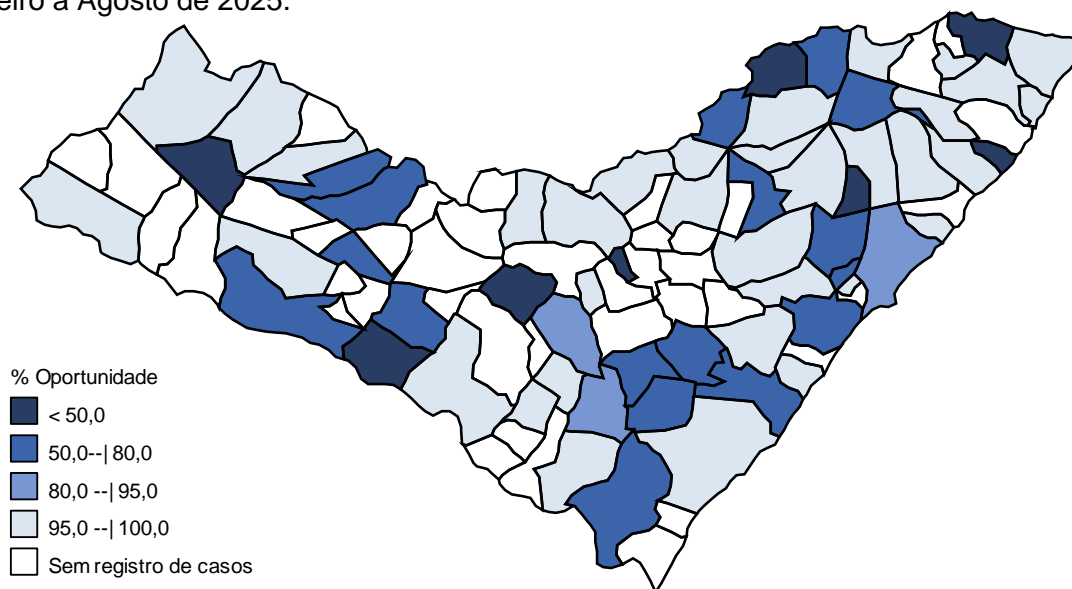 eiro a Agosto de 2025.
% Oportunidade
< 50,0
50,0--| 80,0
80,0 --| 95,0
95,0 --| 100,0
Sem registro de casos